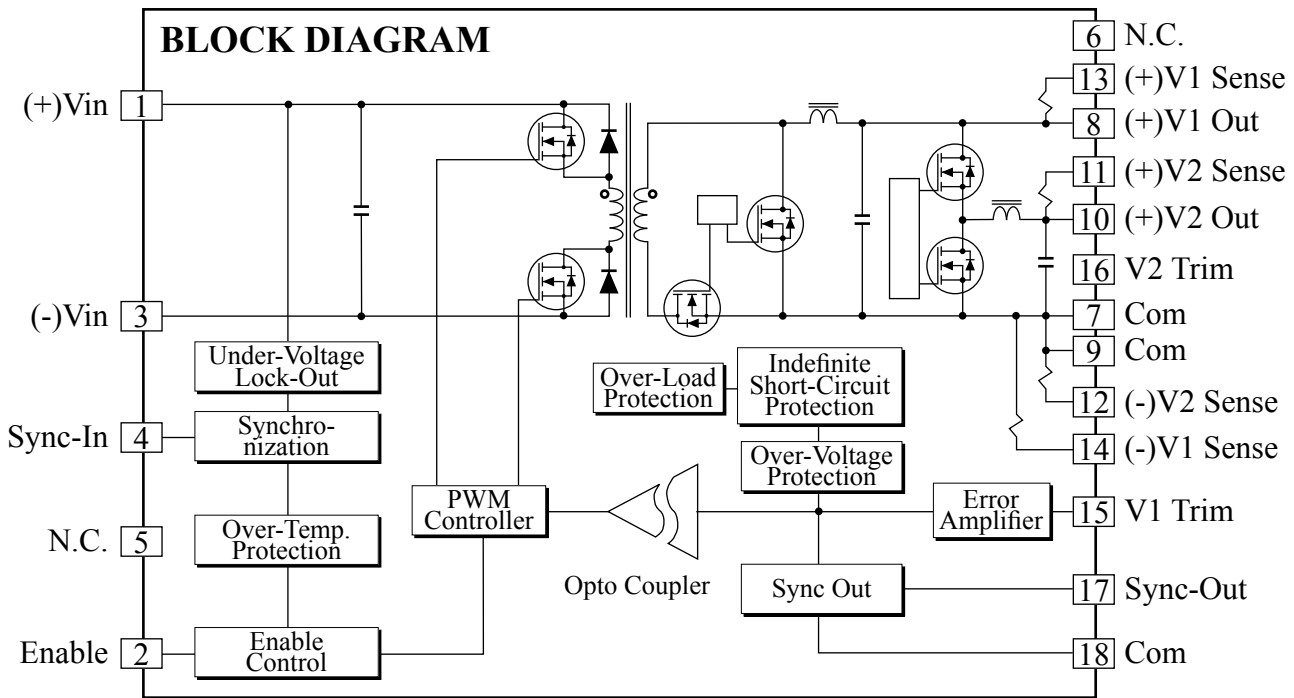 BLOCK DIAGRAM
(+)Vin 1
(-)Vin 3
Sync-In 4
N.C. 5
Enable 2
Under-Voltage
Lock-Out
Synchro-
nization
Over-Temp.
Protection
Enable
Control
PWM
Controller
Opto Coupler
Over-Load
Protection
Indefinite
Short-Circuit
Protection
Over-Voltage
Protection
Error
Amplifier
Sync Out
6 N.C.
13 (+)V1 Sense
8 (+)V1 Out
11 (+)V2 Sense
10 (+)V2 Out
16 V2 Trim
7 Com
9 Com
12 (-)V2 Sense
14 (-)V1 Sense
15 V1 Trim
17 Sync-Out
18 Com